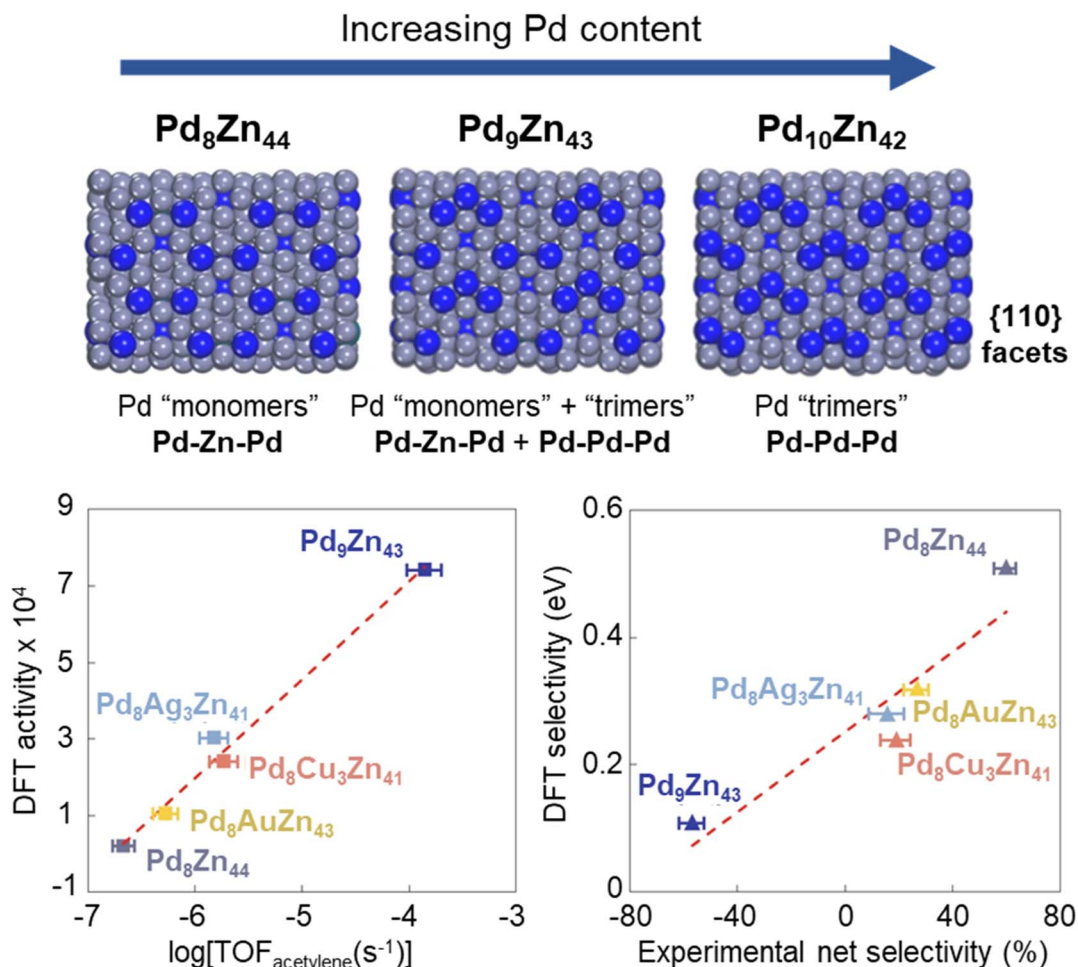 Increasing Pd content
Pd₈Zn₄₄
Pd₉Zn₄₃
Pd₁₀Zn₄₂
{110}
facets
Pd “monomers”
Pd-Zn-Pd
Pd “monomers” + “trimers”
Pd-Zn-Pd + Pd-Pd-Pd
Pd “trimers”
Pd-Pd-Pd
DFT activity x 10⁴
9
7
5
3
1
-1
Pd₉Zn₄₃
Pd₈Ag₃Zn₄₁
Pd₈Cu₃Zn₄₁
Pd₈AuZn₄₃
Pd₈Zn₄₄
-7 -6 -5 -4 -3
log[TOFacetylene(s⁻¹)]
DFT selectivity (eV)
0.6
0.4
0.2
0
Pd₈Zn₄₄
Pd₈Ag₃Zn₄₁
Pd₈AuZn₄₃
Pd₈Cu₃Zn₄₁
Pd₉Zn₄₃
-80 -40 0 40 80
Experimental net selectivity (%)